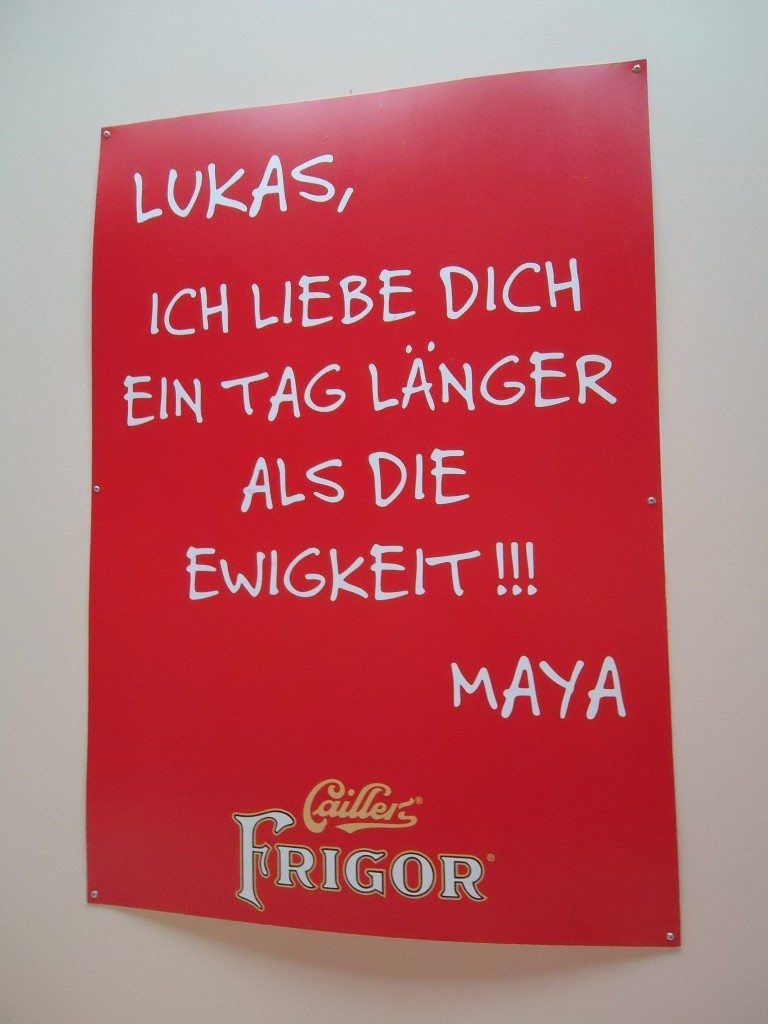 LUKAS,
ICH LIEBE DICH
EIN TAG LÄNGER
ALS DIE
EWIGKEIT !!!
MAYA
Cailler®
FRIGOR®